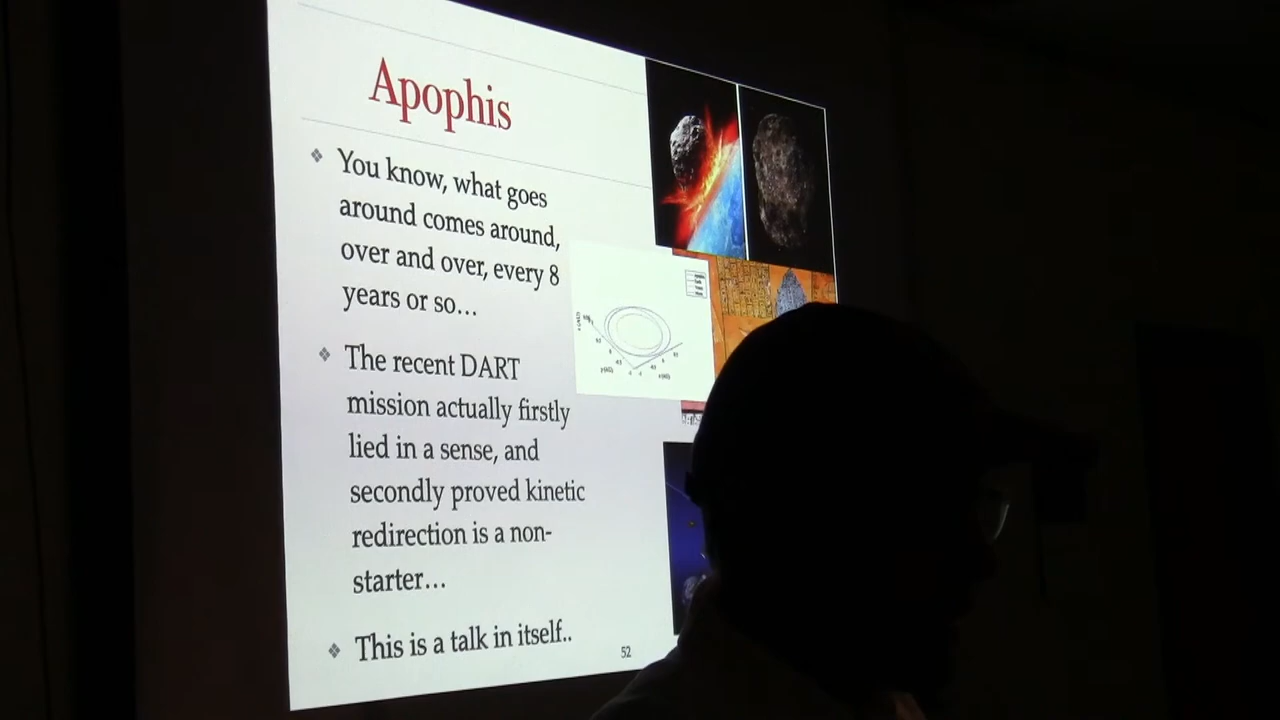 Apophis
❖ You know, what goes
around comes around,
over and over, every 8
years or so…
❖ The recent DART
mission actually firstly
lied in a sense, and
secondly proved kinetic
redirection is a non-
starter…
❖ This is a talk in itself..
52